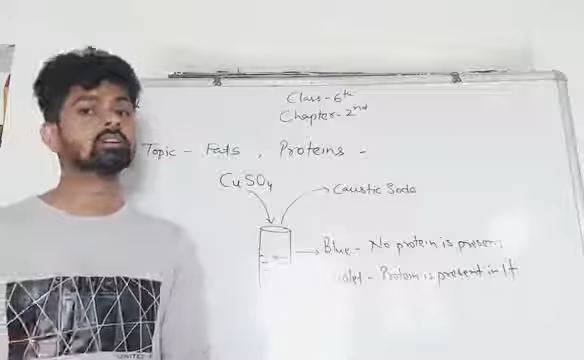 Class - 6th
Chapter - 2nd
Topic - Fats, Proteins -
CuSO4
Caustic Soda
Blue - No protein is present
- Protein is present in It
UNITED